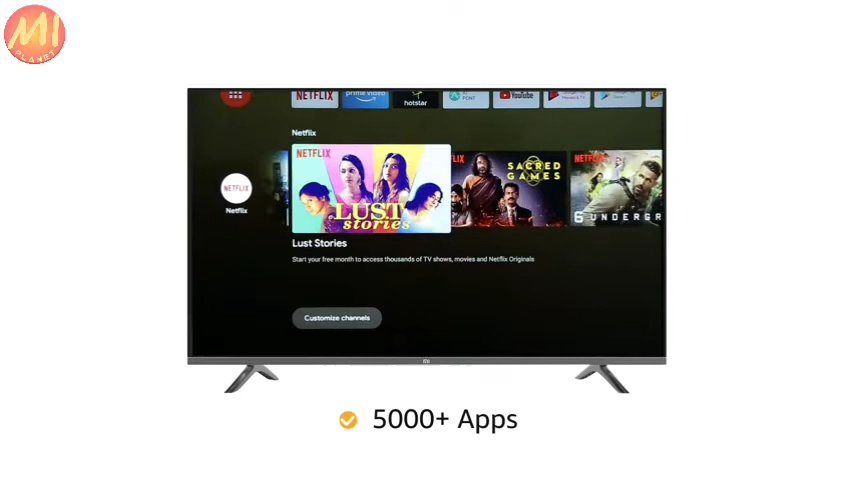 MI
PLANET
NETFLIX
prime video
hotstar
YouTube
Netflix
NETFLIX
NETFLIX
Netflix
LUST
stories
LIX
SACRED
GAMES
NETFLIX
6 UNDERGR
Lust Stories
Start your free month to access thousands of TV shows, movies and Netflix Originals
Customize channels
mi
5000+ Apps